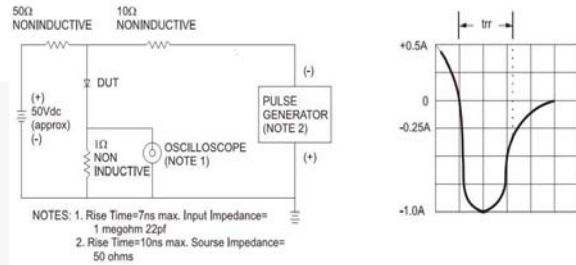 50Ω
NONINDUCTIVE
10Ω
NONINDUCTIVE
DUT
(+)
50Vdc
(approx)
(-)
1Ω
NON
INDUCTIVE
OSCILLOSCOPE
(NOTE 1)
(-)
PULSE
GENERATOR
(NOTE 2)
(+)
NOTES: 1. Rise Time=7ns max. Input Impedance=
1 megohm 22pf
2. Rise Time=10ns max. Sourse Impedance=
50 ohms
trr
+0.5A
0
-0.25A
-1.0A